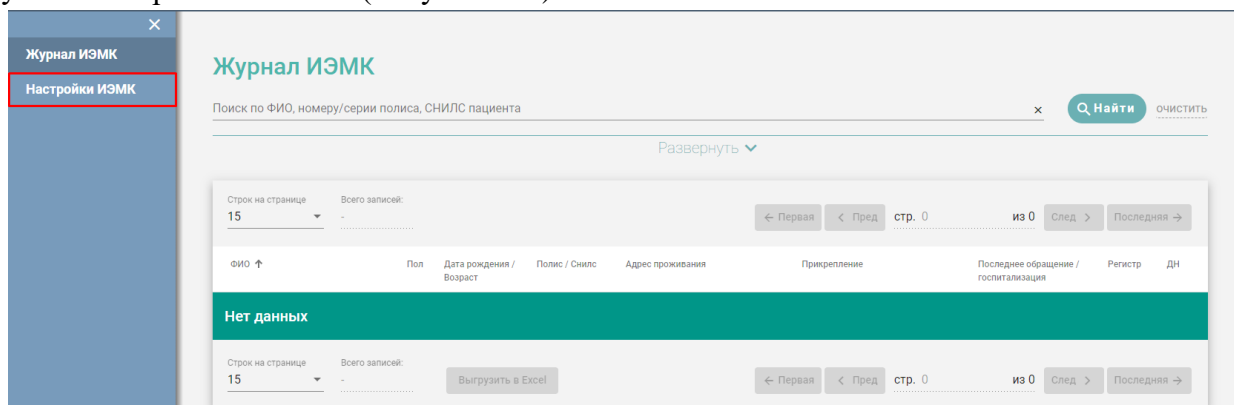 ×
Журнал ИЭМК
Настройки ИЭМК
Журнал ИЭМК
Поиск по ФИО, номеру/серии полиса, СНИЛС пациента × Найти очистить
Развернуть
Строк на странице Всего записей:
15 - ← Первая < Пред стр. 0 из 0 След > Последняя →
ФИО ↑ Пол Дата рождения / Полис / Снилс Адрес проживания Прикрепление Последнее обращение / Регистр ДН
Возраст госпитализация
Нет данных
Строк на странице Всего записей:
15 - Выгрузить в Excel ← Первая < Пред стр. 0 из 0 След > Последняя →